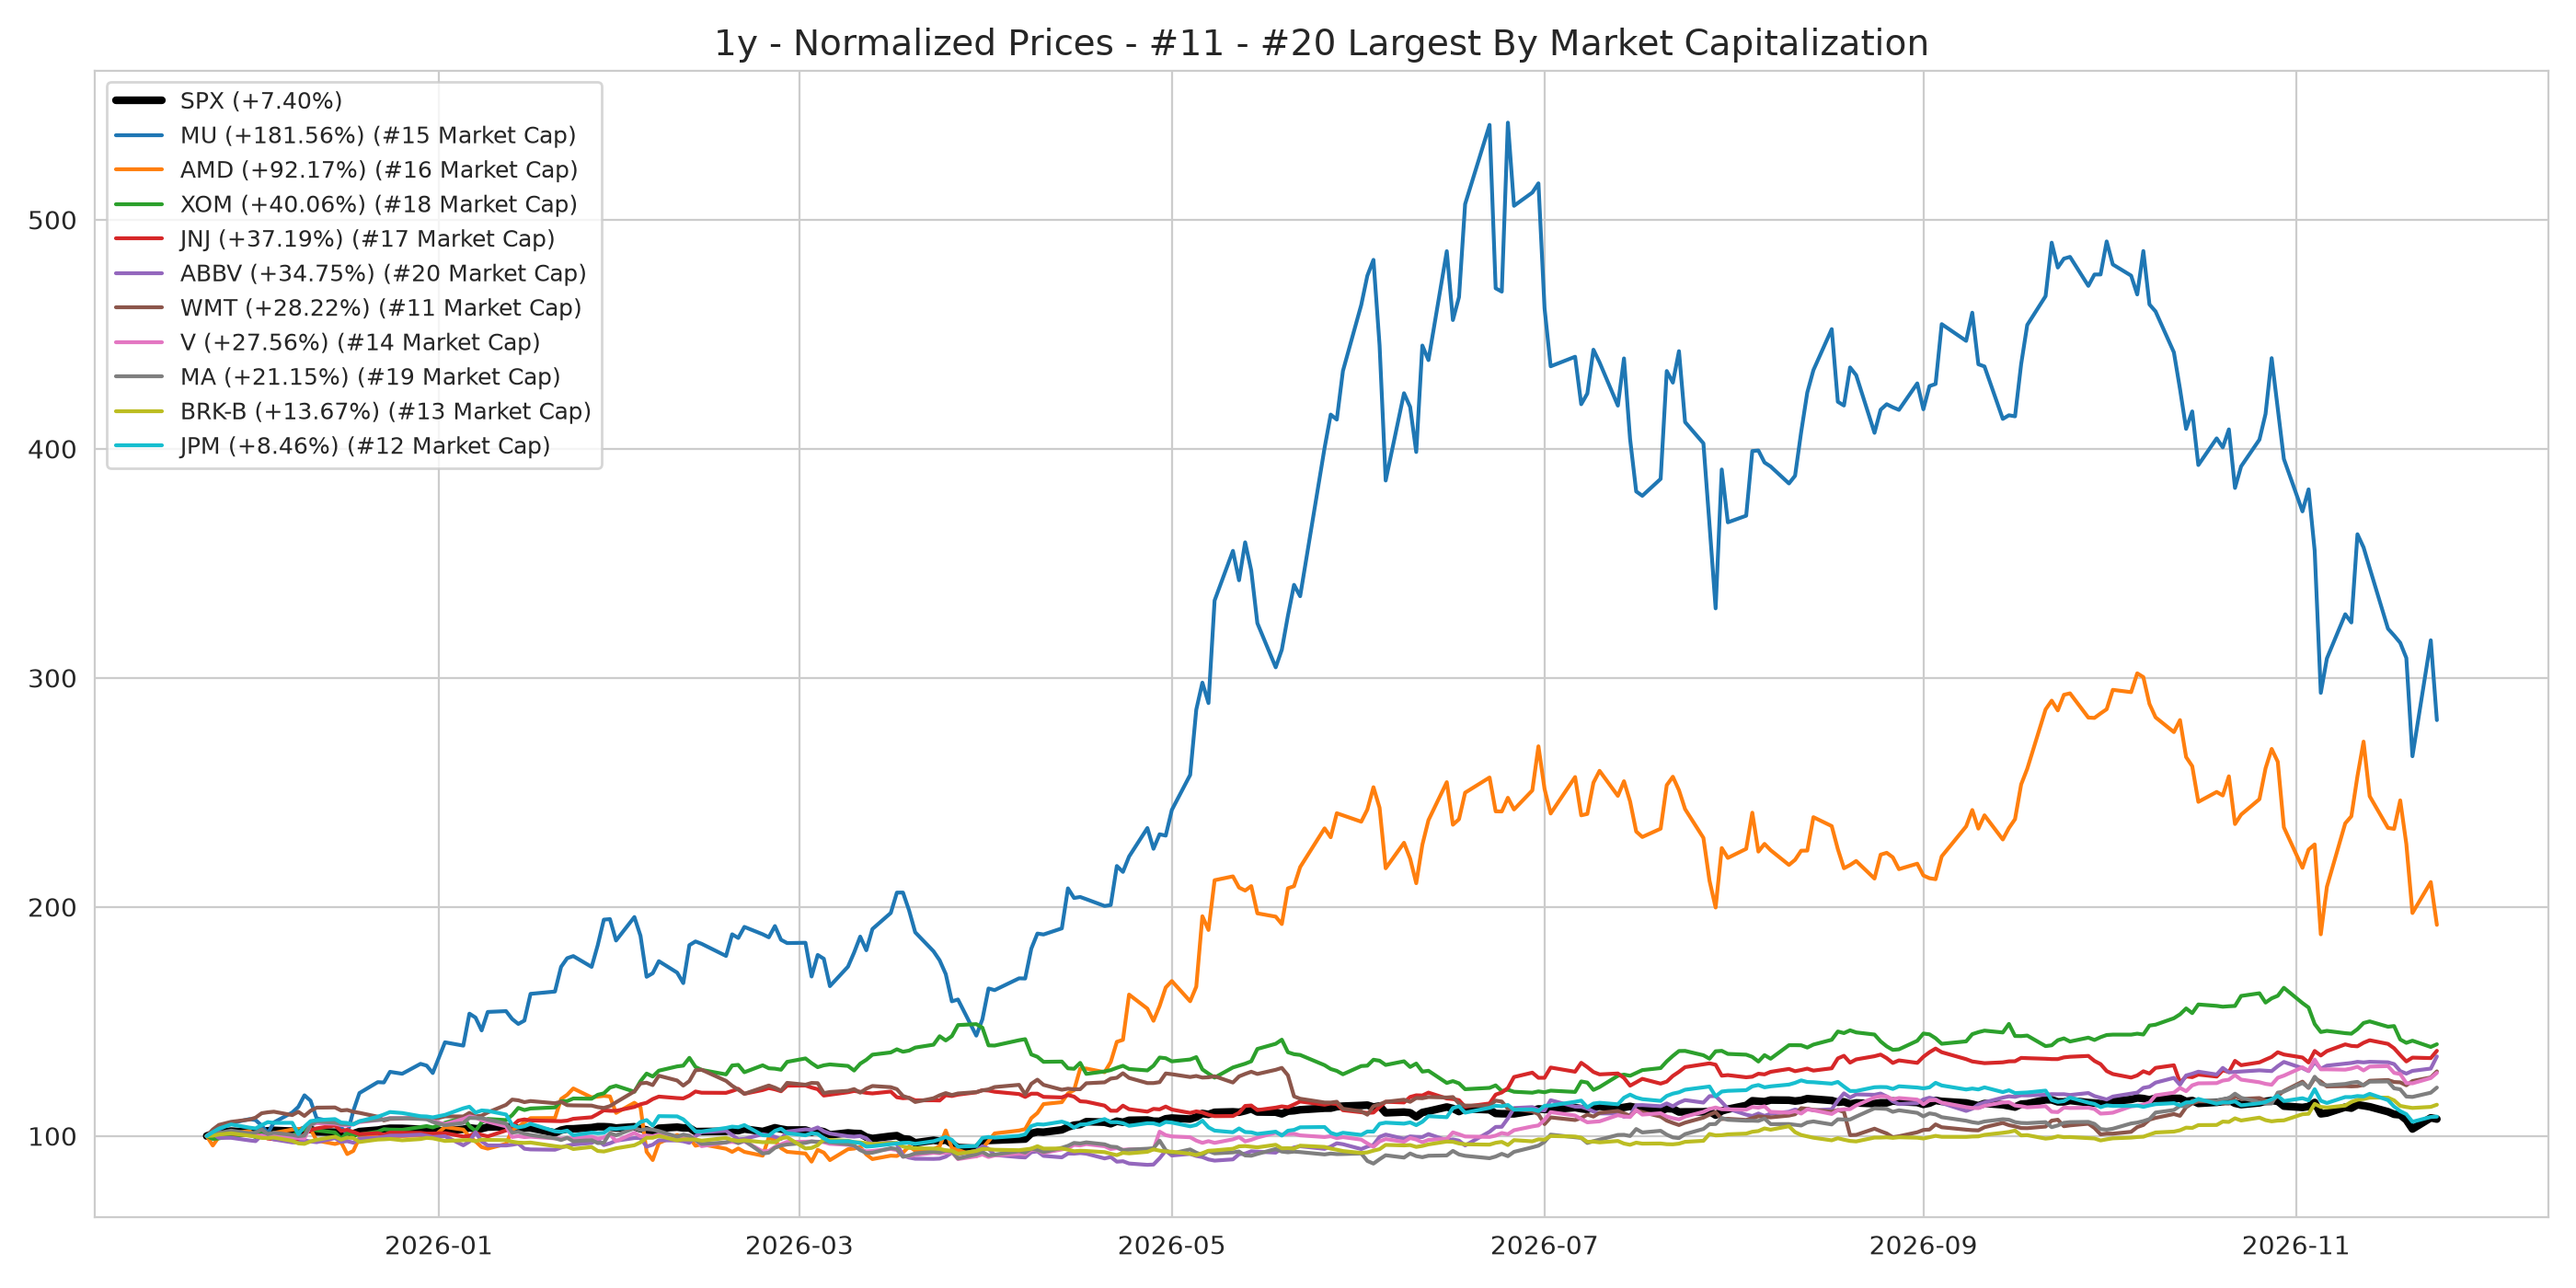 1y - Normalized Prices - #11 - #20 Largest By Market Capitalization
SPX (+7.40%)
MU (+181.56%) (#15 Market Cap)
AMD (+92.17%) (#16 Market Cap)
XOM (+40.06%) (#18 Market Cap)
JNJ (+37.19%) (#17 Market Cap)
ABBV (+34.75%) (#20 Market Cap)
WMT (+28.22%) (#11 Market Cap)
V (+27.56%) (#14 Market Cap)
MA (+21.15%) (#19 Market Cap)
BRK-B (+13.67%) (#13 Market Cap)
JPM (+8.46%) (#12 Market Cap)
500
400
300
200
100
2026-01
2026-03
2026-05
2026-07
2026-09
2026-11